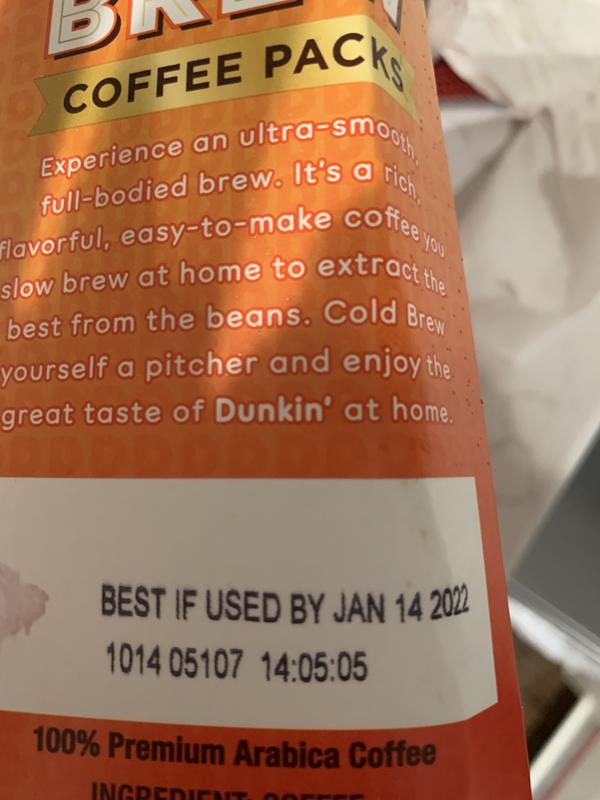 BREW
COFFEE PACKS
Experience an ultra-smooth,
full-bodied brew. It's a rich,
flavorful, easy-to-make coffee you
slow brew at home to extract the
best from the beans. Cold Brew
yourself a pitcher and enjoy the
great taste of Dunkin' at home.
BEST IF USED BY JAN 14 2022
1014 05107 14:05:05
100% Premium Arabica Coffee
INGREDIENT: COFFEE